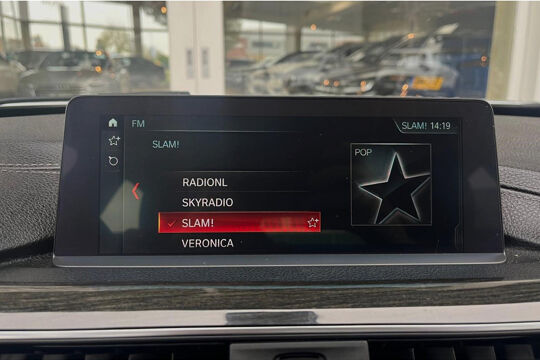 FM
SLAM! 14:19
SLAM!
POP
RADIONL
SKYRADIO
SLAM!
VERONICA